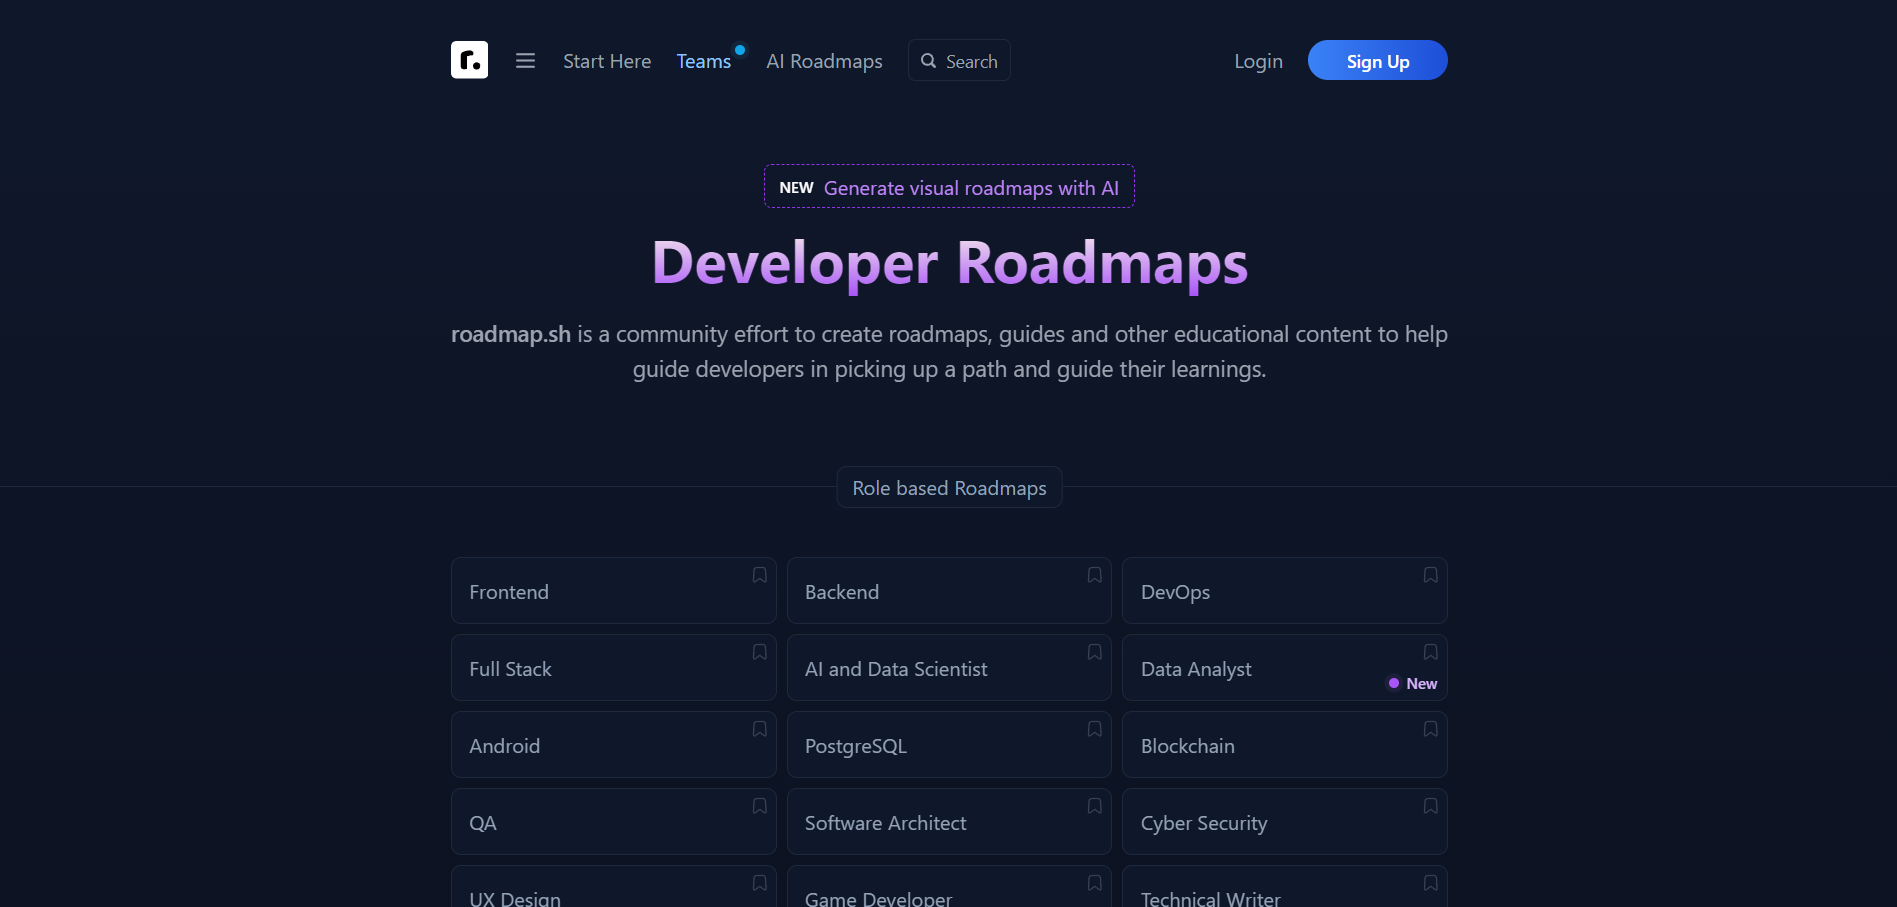 r.
Start Here
Teams
AI Roadmaps
Search
Login
Sign Up
NEW Generate visual roadmaps with AI
Developer Roadmaps
roadmap.sh is a community effort to create roadmaps, guides and other educational content to help
guide developers in picking up a path and guide their learnings.
Role based Roadmaps
Frontend
Backend
DevOps
Full Stack
AI and Data Scientist
Data Analyst
New
Android
PostgreSQL
Blockchain
QA
Software Architect
Cyber Security
UX Design
Game Developer
Technical Writer